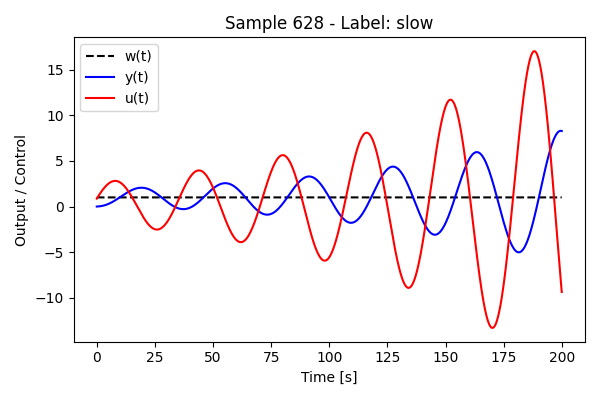 Sample 628 - Label: slow
w(t)
y(t)
u(t)
Output / Control
15
10
5
0
−5
−10
0 25 50 75 100 125 150 175 200
Time [s]